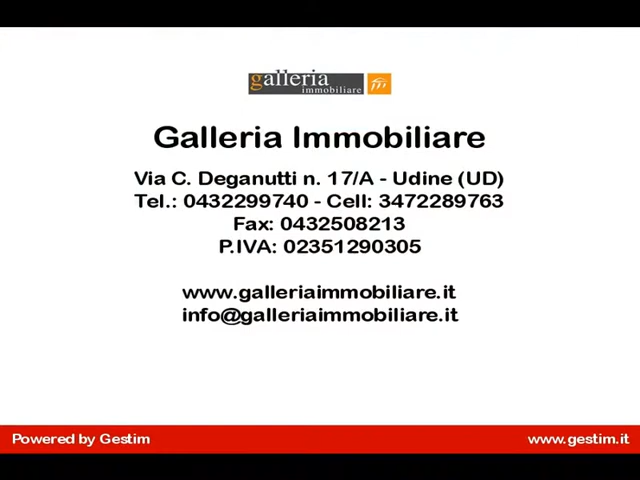 galleria
immobiliare
Galleria Immobiliare
Via C. Deganutti n. 17/A - Udine (UD)
Tel.: 0432299740 - Cell: 3472289763
Fax: 0432508213
P.IVA: 02351290305
www.galleriaimmobiliare.it
info@galleriaimmobiliare.it
Powered by Gestim
www.gestim.it